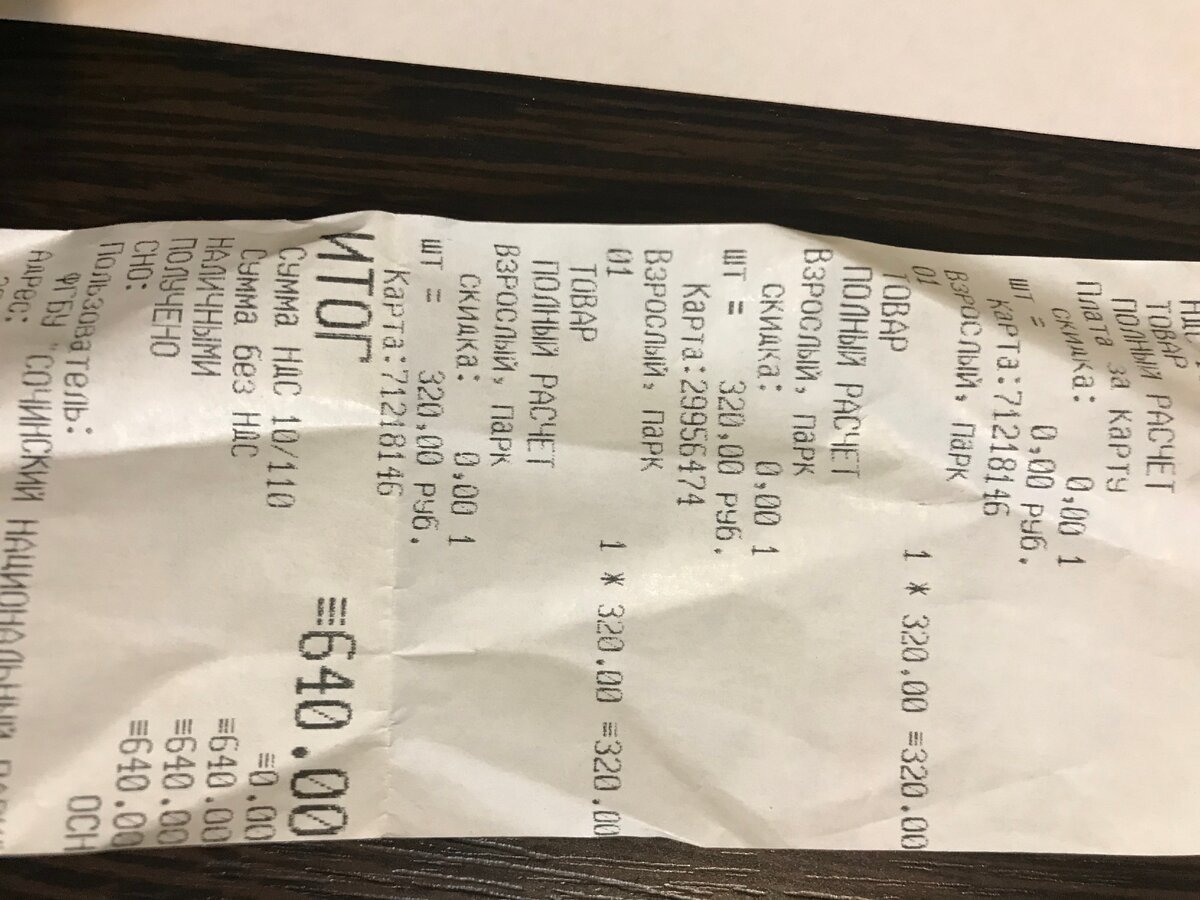 НДС
ТОВАР
ПОЛНЫЙ РАСЧЕТ
Плата за карту
скидка: 0,00 1
шт = 0,00 руб.
Карта:71218146
Взрослый, парк
01 1 * 320.00 =320.00
ТОВАР
ПОЛНЫЙ РАСЧЕТ
Взрослый, парк
скидка: 0,00 1
шт = 320,00 руб.
Карта:29956474
Взрослый, парк
01 1 * 320.00 =320.00
ТОВАР
ПОЛНЫЙ РАСЧЕТ
Взрослый, парк
скидка: 0,00 1
шт = 320,00 руб.
Карта:71218146
ИТОГ =640.00
Сумма НДС 10/110 =0.00
Сумма без НДС =640.00
НАЛИЧНЫМИ =640.00
ПОЛУЧЕНО =640.00
СНО: ОСН
Пользователь:
ФГБУ "СОЧИНСКИЙ НАЦИОНАЛЬНЫЙ
Адрес: